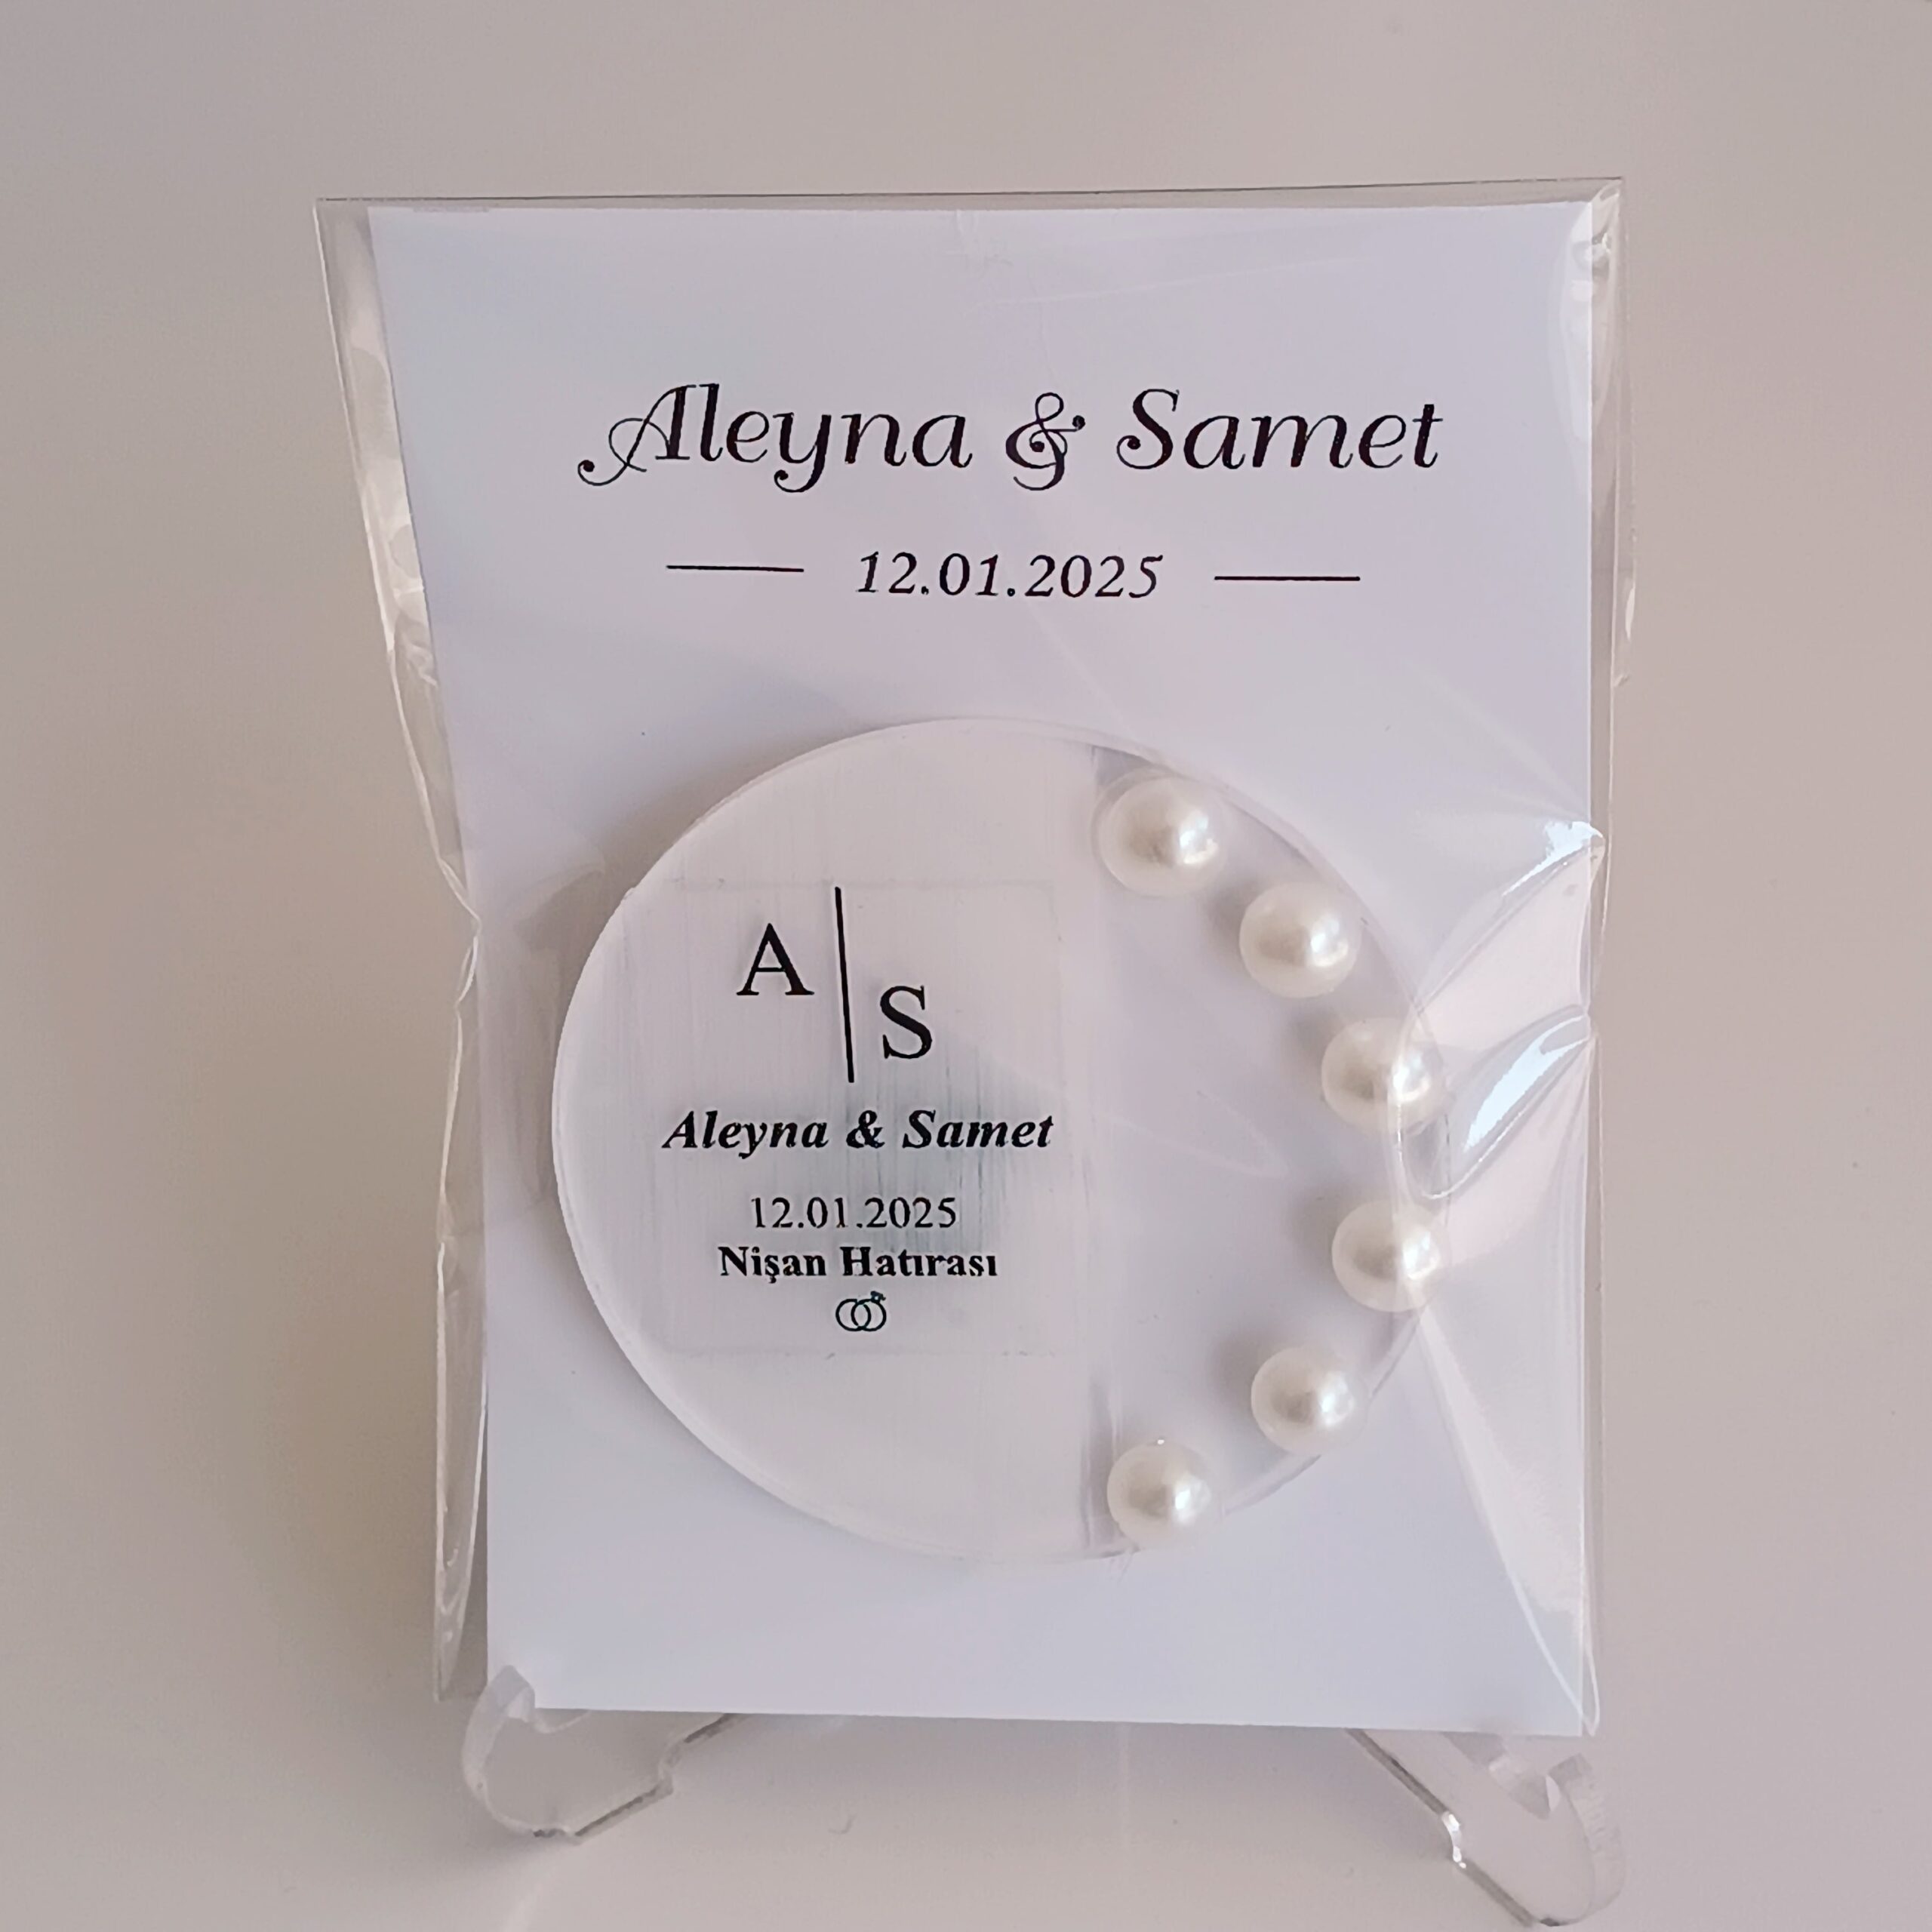 Aleyna & Samet
12.01.2025
A
S
Aleyna & Samet
12.01.2025
Nişan Hatırası